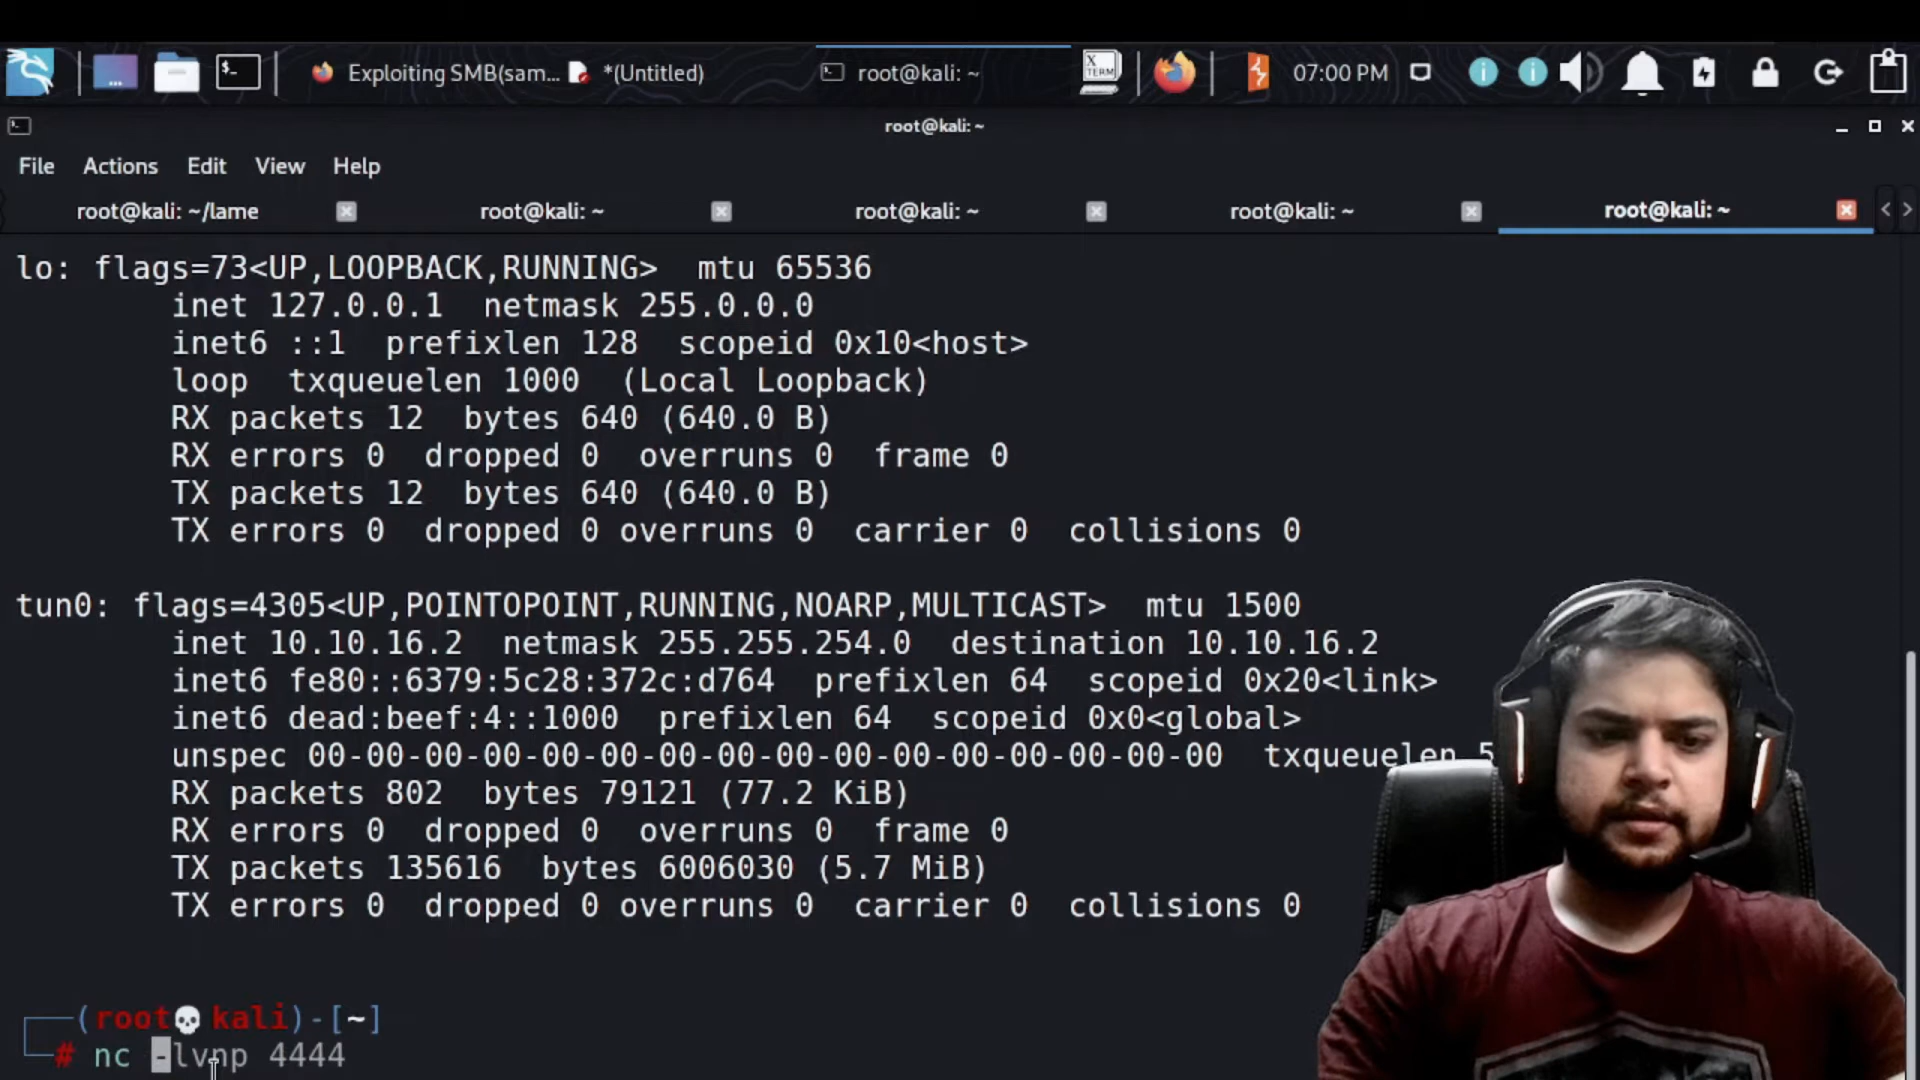 $-
Exploiting SMB(sam...
*(Untitled)
root@kali: ~
X
TERM
07:00 PM
root@kali: ~
File Actions Edit View Help
root@kali: ~/lame
root@kali: ~
root@kali: ~
root@kali: ~
root@kali: ~
lo: flags=73<UP,LOOPBACK,RUNNING> mtu 65536
inet 127.0.0.1 netmask 255.0.0.0
inet6 ::1 prefixlen 128 scopeid 0x10<host>
loop txqueuelen 1000 (Local Loopback)
RX packets 12 bytes 640 (640.0 B)
RX errors 0 dropped 0 overruns 0 frame 0
TX packets 12 bytes 640 (640.0 B)
TX errors 0 dropped 0 overruns 0 carrier 0 collisions 0
tun0: flags=4305<UP,POINTOPOINT,RUNNING,NOARP,MULTICAST> mtu 1500
inet 10.10.16.2 netmask 255.255.254.0 destination 10.10.16.2
inet6 fe80::6379:5c28:372c:d764 prefixlen 64 scopeid 0x20<link>
inet6 dead:beef:4::1000 prefixlen 64 scopeid 0x0<global>
unspec 00-00-00-00-00-00-00-00-00-00-00-00-00-00-00-00 txqueuelen 5
RX packets 802 bytes 79121 (77.2 KiB)
RX errors 0 dropped 0 overruns 0 frame 0
TX packets 135616 bytes 6006030 (5.7 MiB)
TX errors 0 dropped 0 overruns 0 carrier 0 collisions 0
(root💀kali)-[~]
# nc -lvnp 4444